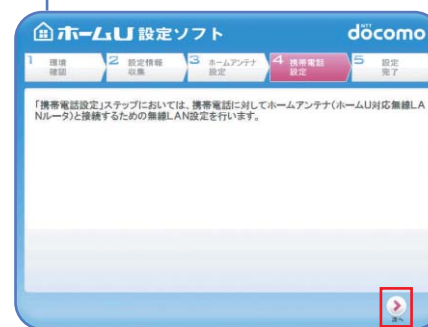 ホームU 設定ソフト
NTT
döcomo
1 環境
確認
2 設定情報
収集
3 ホームアンテナ
設定
4 携帯電話
設定
5 設定
完了
「携帯電話設定」ステップにおいては、携帯電話に対してホームアンテナ(ホームU対応無線LA
Nルータ)と接続するための無線LAN設定を行います。
次へ